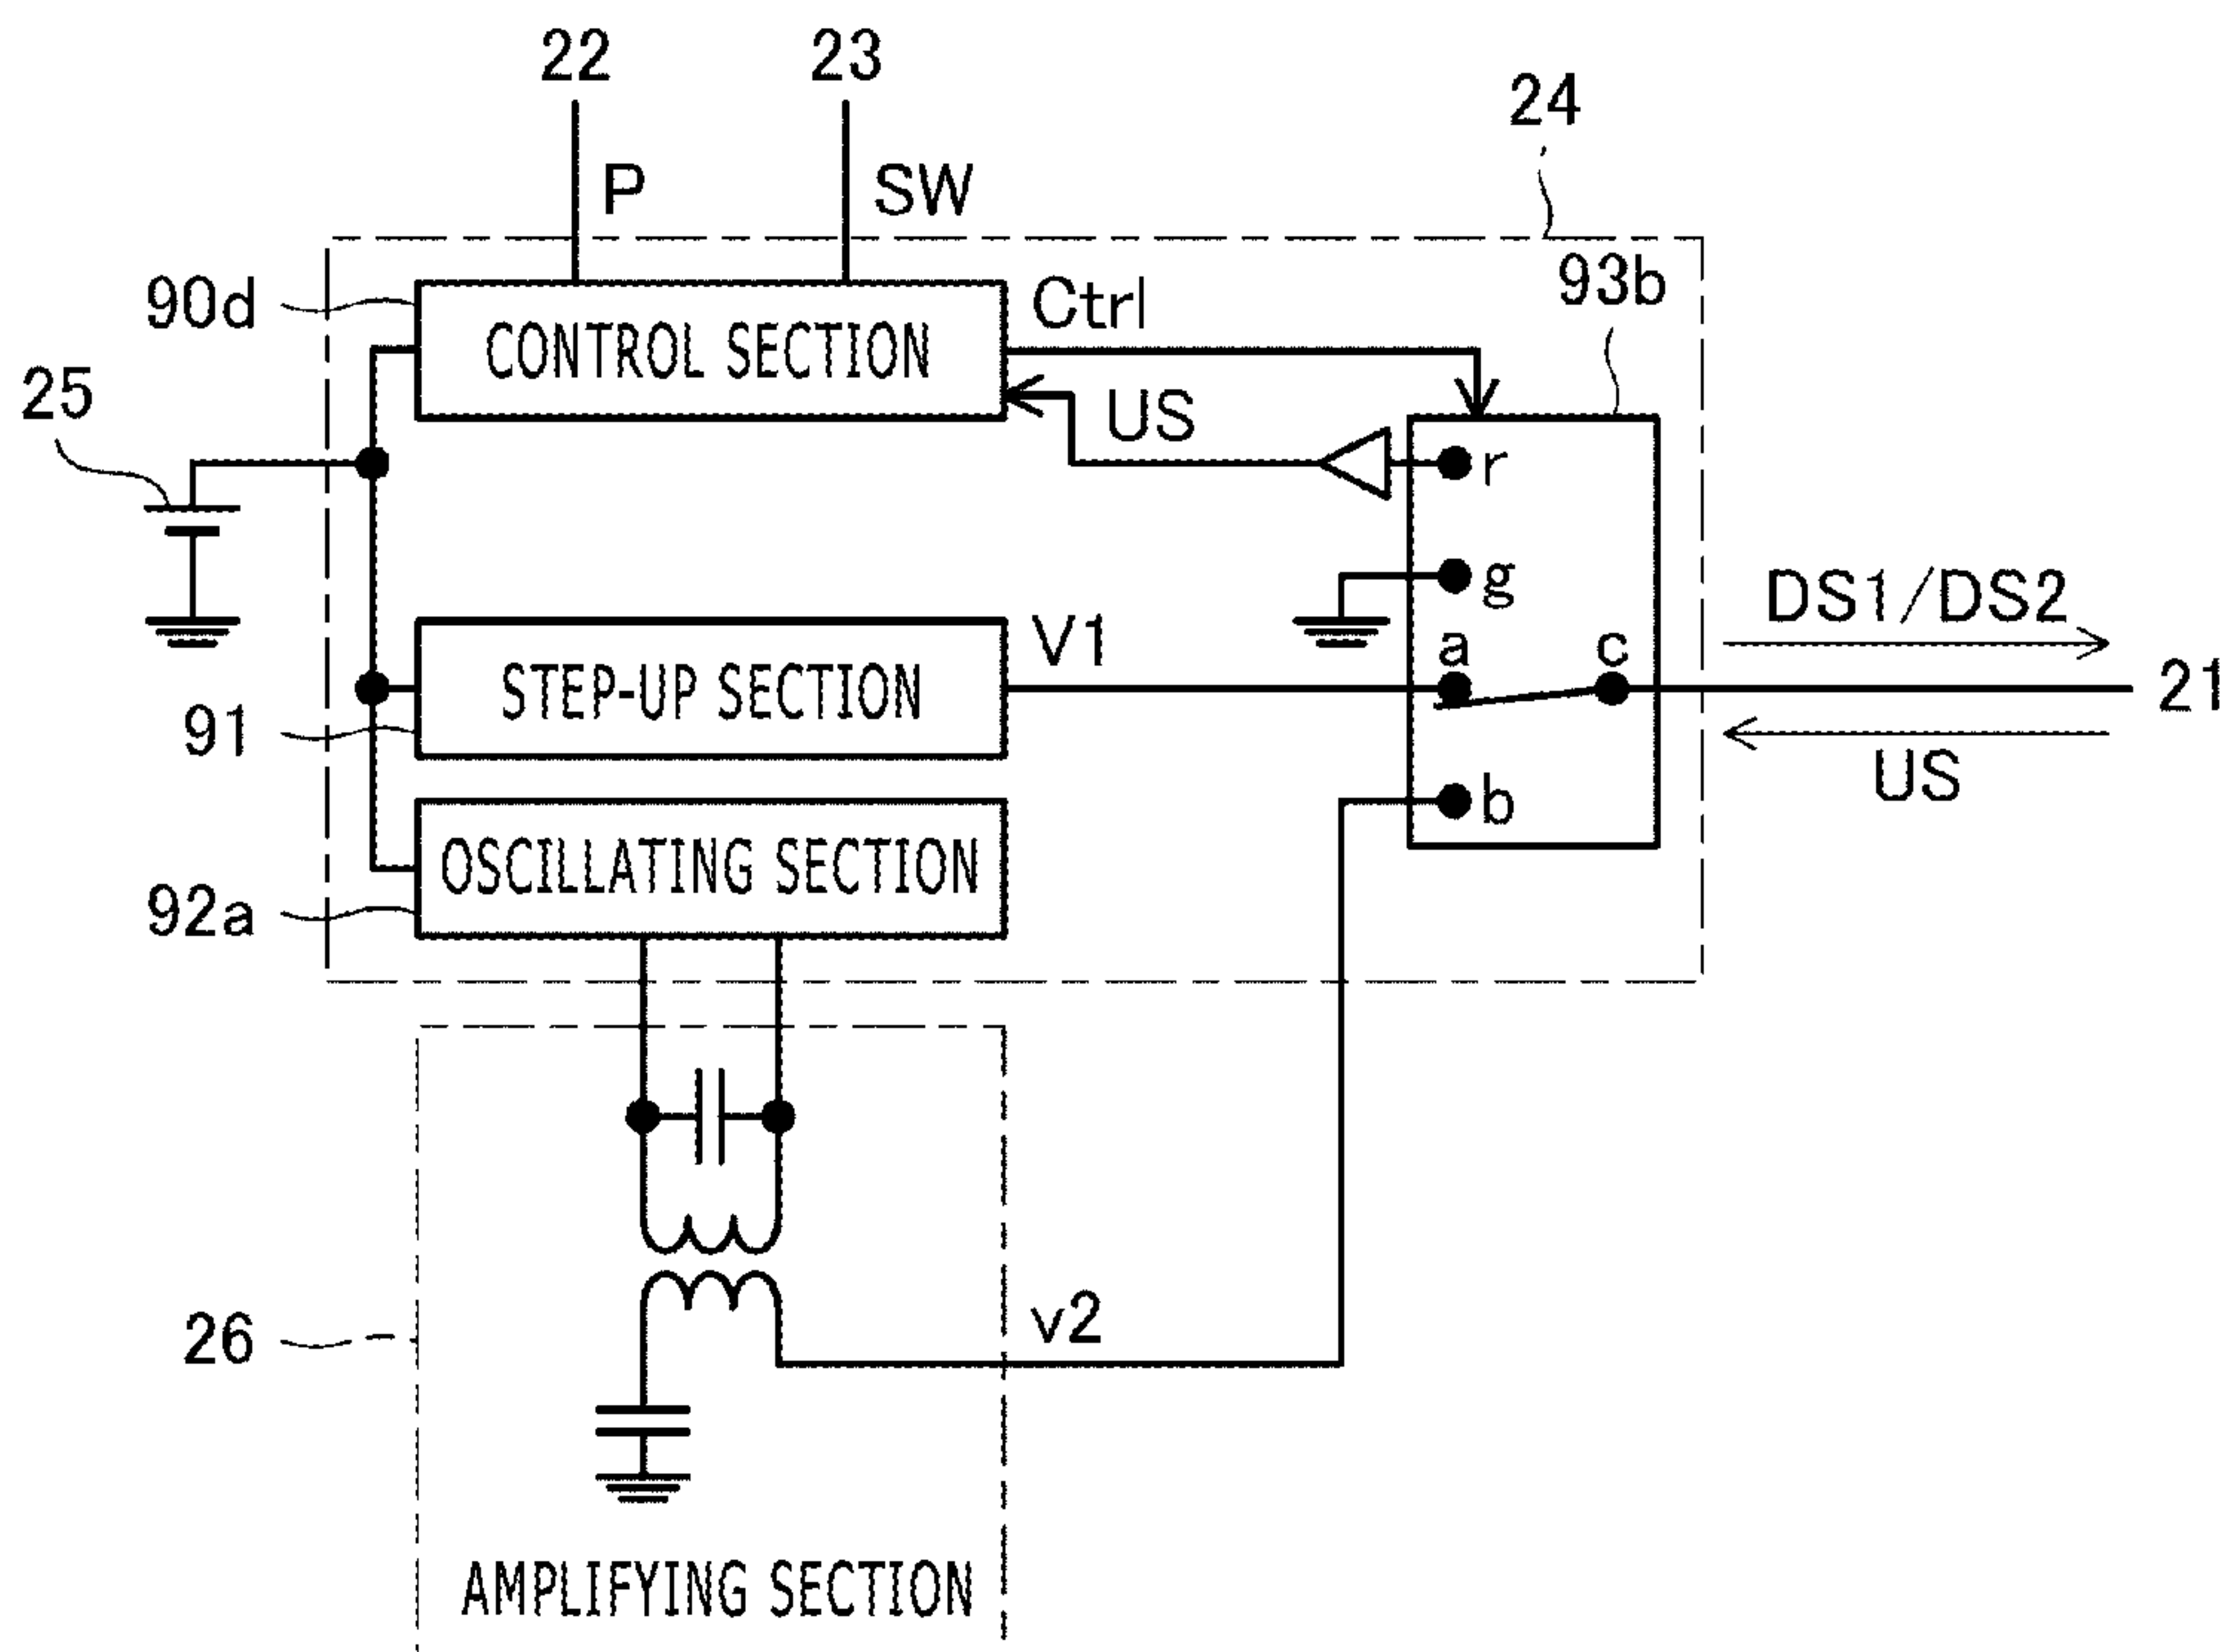 22
23
24
P
SW
90d
CONTROL SECTION
Ctrl
93b
25
US
r
g
DS1/DS2
V1
a
c
STEP-UP SECTION
21
91
US
b
OSCILLATING SECTION
92a
26
v2
AMPLIFYING SECTION